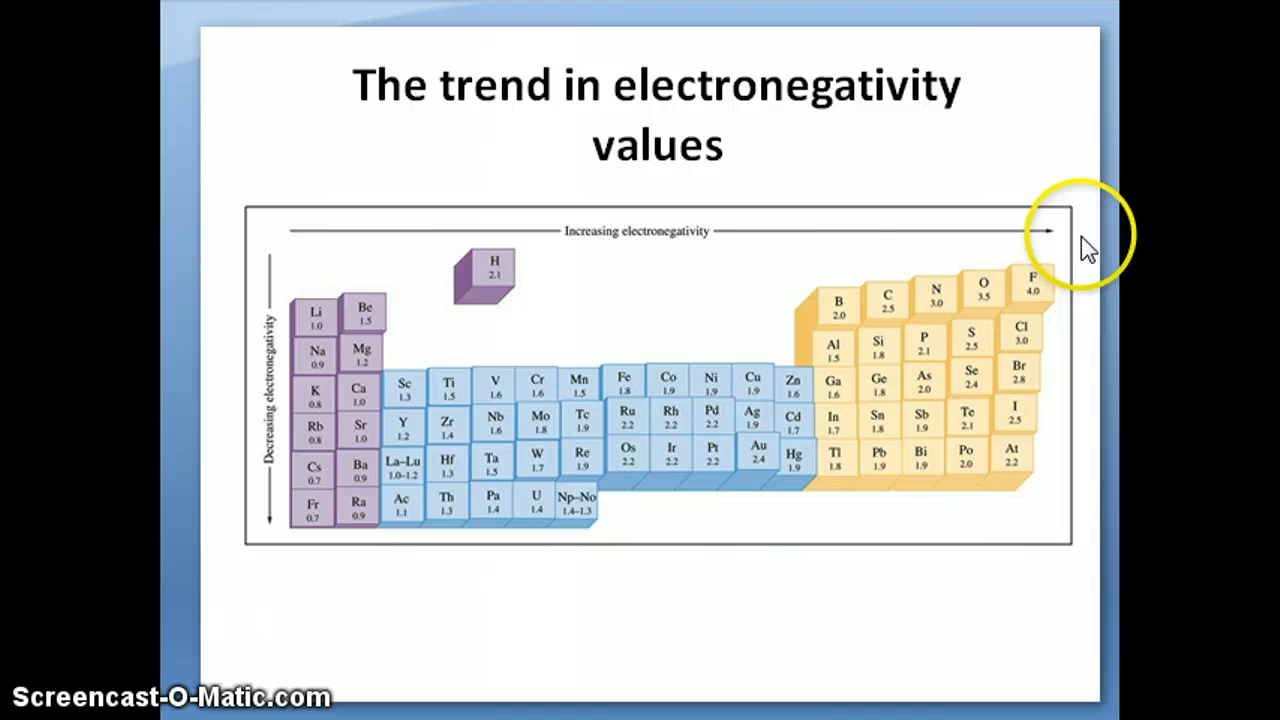 The trend in electronegativity
values
Increasing electronegativity
Decreasing electronegativity
H
2.1
Li Be B C N O F
1.0 1.5 2.0 2.5 3.0 3.5 4.0
Na Mg Al Si P S Cl
0.9 1.2 1.5 1.8 2.1 2.5 3.0
K Ca Sc Ti V Cr Mn Fe Co Ni Cu Zn Ga Ge As Se Br
0.8 1.0 1.3 1.5 1.6 1.6 1.5 1.8 1.9 1.9 1.9 1.6 1.6 1.8 2.0 2.4 2.8
Rb Sr Y Zr Nb Mo Tc Ru Rh Pd Ag Cd In Sn Sb Te I
0.8 1.0 1.2 1.4 1.6 1.8 1.9 2.2 2.2 2.2 1.9 1.7 1.7 1.8 1.9 2.1 2.5
Cs Ba La–Lu Hf Ta W Re Os Ir Pt Au Hg Tl Pb Bi Po At
0.7 0.9 1.0–1.2 1.3 1.5 1.7 1.9 2.2 2.2 2.2 2.4 1.9 1.8 1.9 1.9 2.0 2.2
Fr Ra Ac Th Pa U Np–No
0.7 0.9 1.1 1.3 1.4 1.4 1.4–1.3
Screencast-O-Matic.com